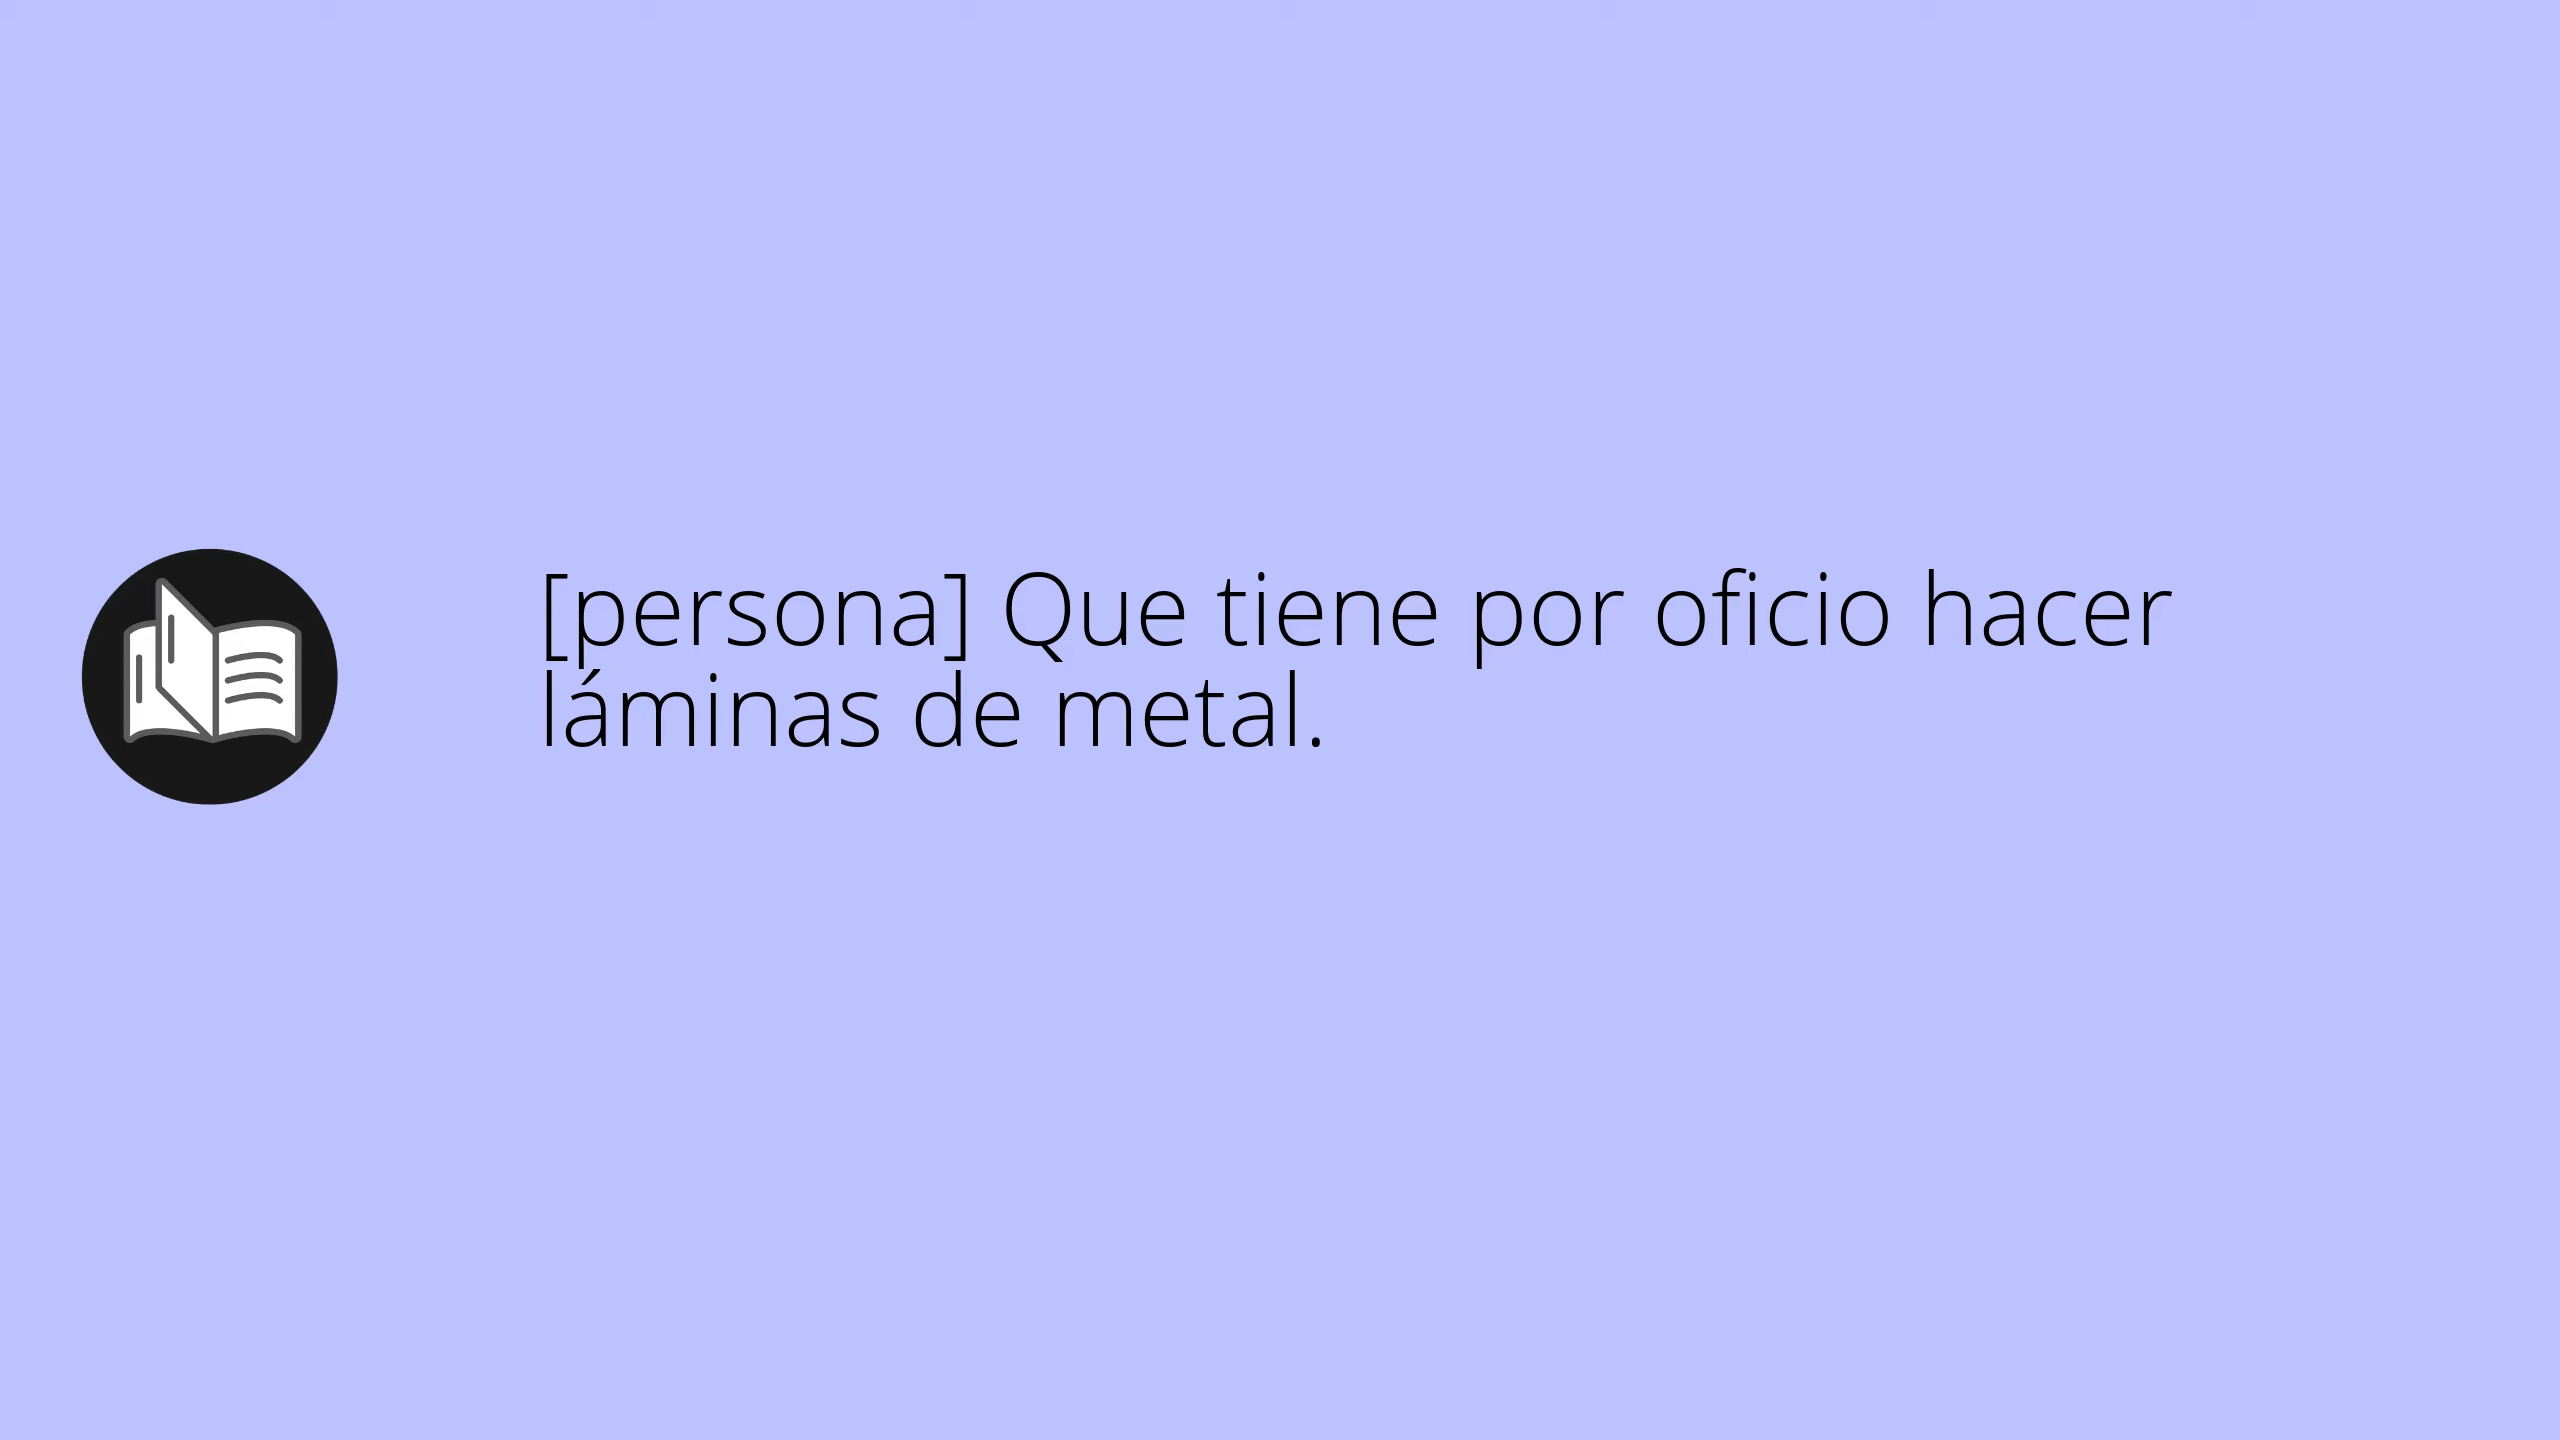 [persona] Que tiene por oficio hacer
láminas de metal.